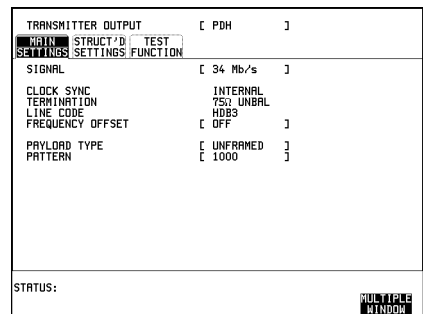 TRANSMITTER OUTPUT [ PDH ]
MAIN SETTINGS STRUCT'D SETTINGS TEST FUNCTION
SIGNAL [ 34 Mb/s ]
CLOCK SYNC INTERNAL
TERMINATION 75Ω UNBAL
LINE CODE HDB3
FREQUENCY OFFSET [ OFF ]
PAYLOAD TYPE [ UNFRAMED ]
PATTERN [ 1000 ]
STATUS:
MULTIPLE
WINDOW